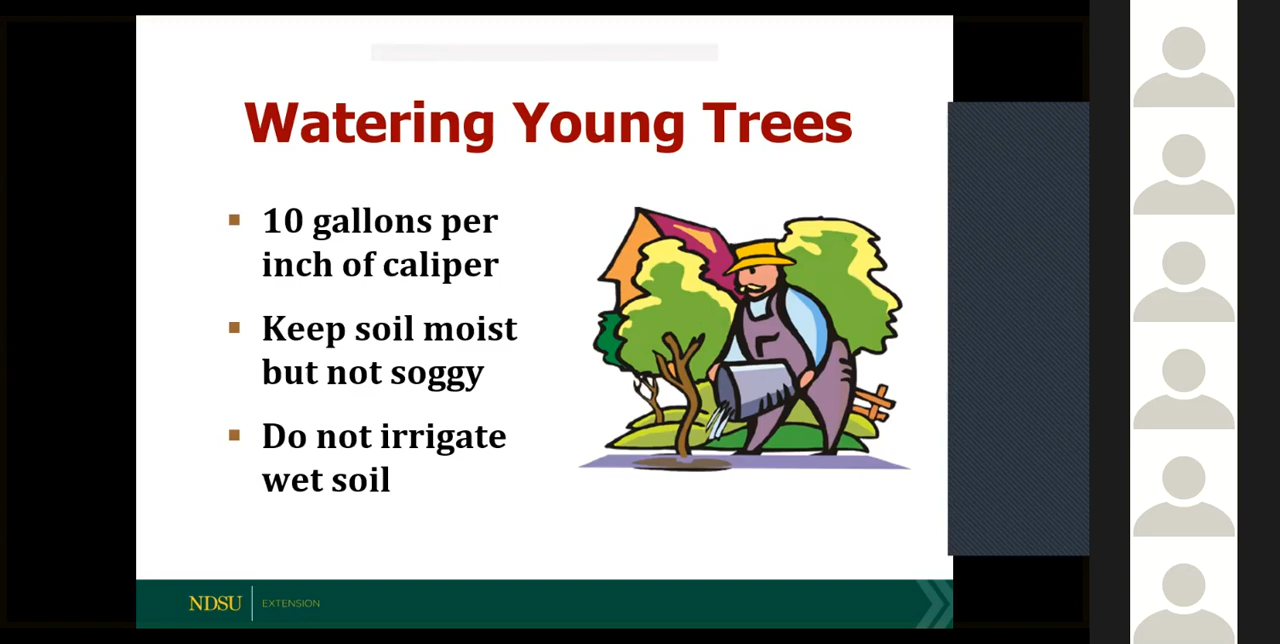 Watering Young Trees
10 gallons per
inch of caliper
Keep soil moist
but not soggy
Do not irrigate
wet soil
NDSU EXTENSION